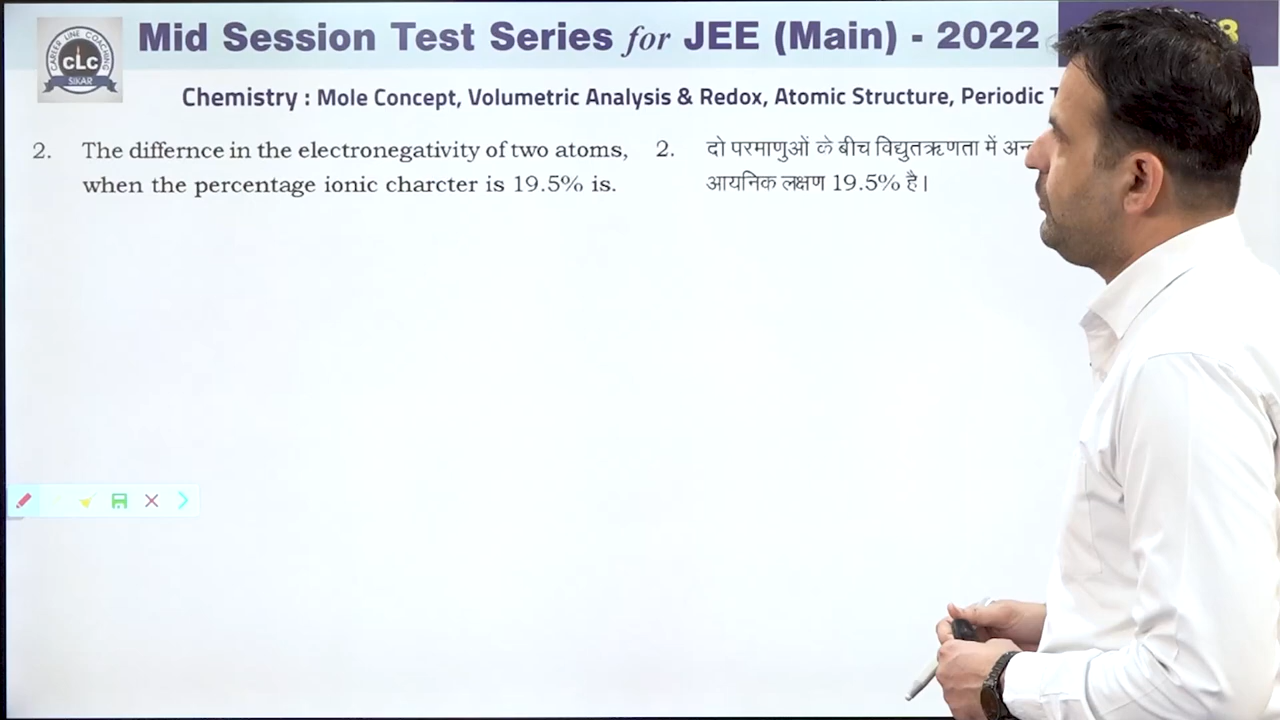 Mid Session Test Series for JEE (Main) - 2022
CAREER LINE COACHING
CLC
SIKAR
Chemistry : Mole Concept, Volumetric Analysis & Redox, Atomic Structure, Periodic
2. The differnce in the electronegativity of two atoms,
when the percentage ionic charcter is 19.5% is.
2. दो परमाणुओं के बीच विद्युतऋणता में
आयनिक लक्षण 19.5% है।